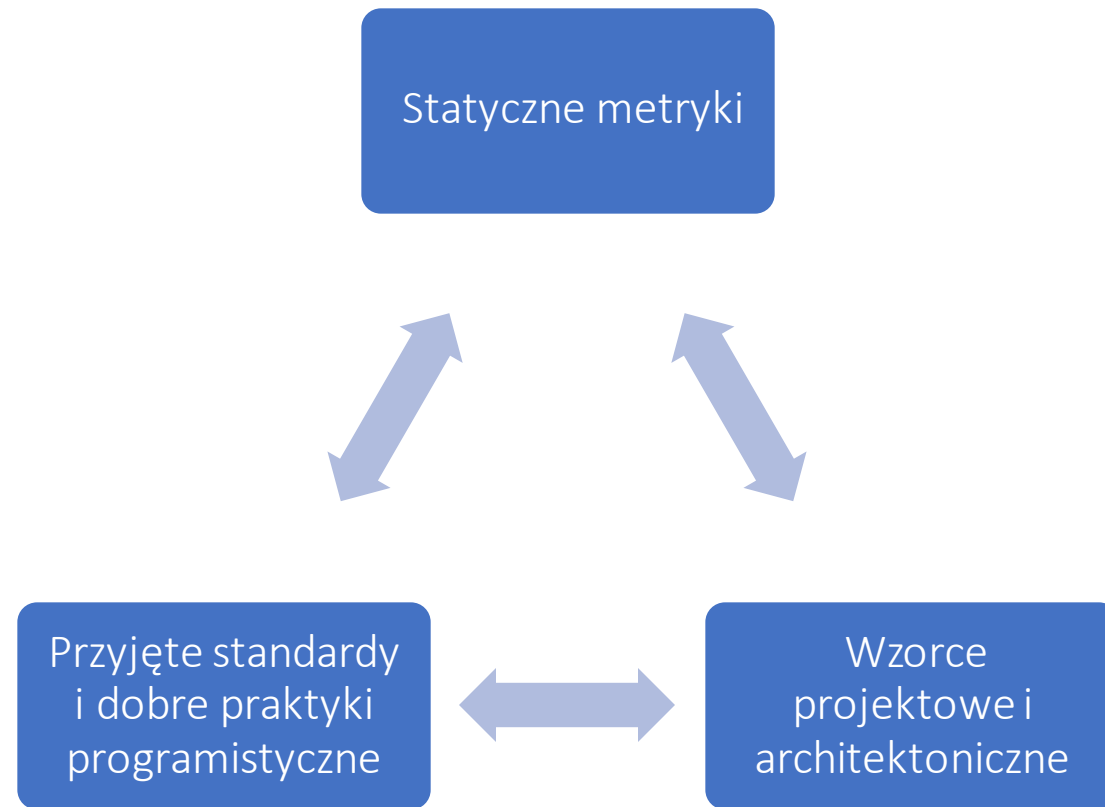 Statyczne metryki
Przyjęte standardy
i dobre praktyki
programistyczne
Wzorce
projektowe i
architektoniczne